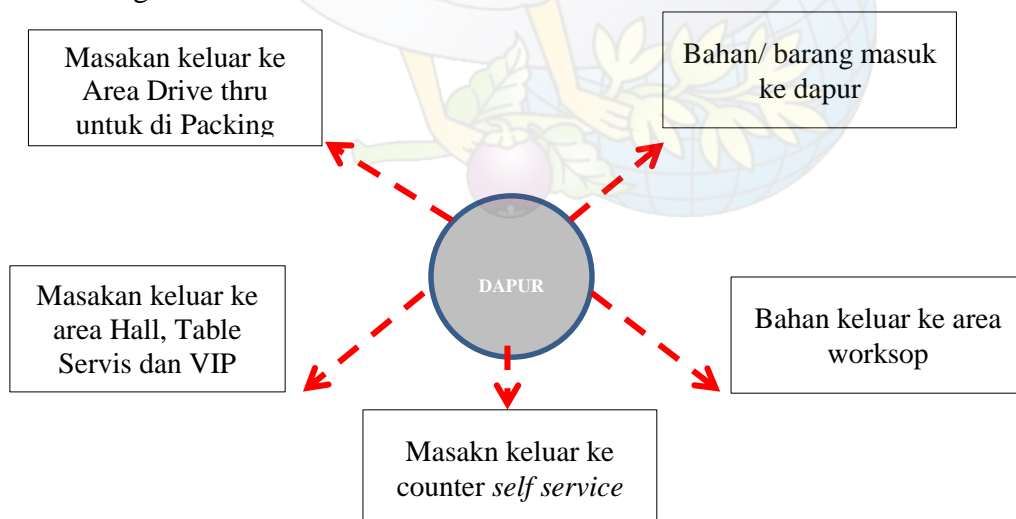 Masakan keluar ke
Area Drive thru
untuk di Packing
Bahan/ barang masuk
ke dapur
DAPUR
Masakan keluar ke
area Hall, Table
Servis dan VIP
Bahan keluar ke area
worksop
Masakn keluar ke
counter self service